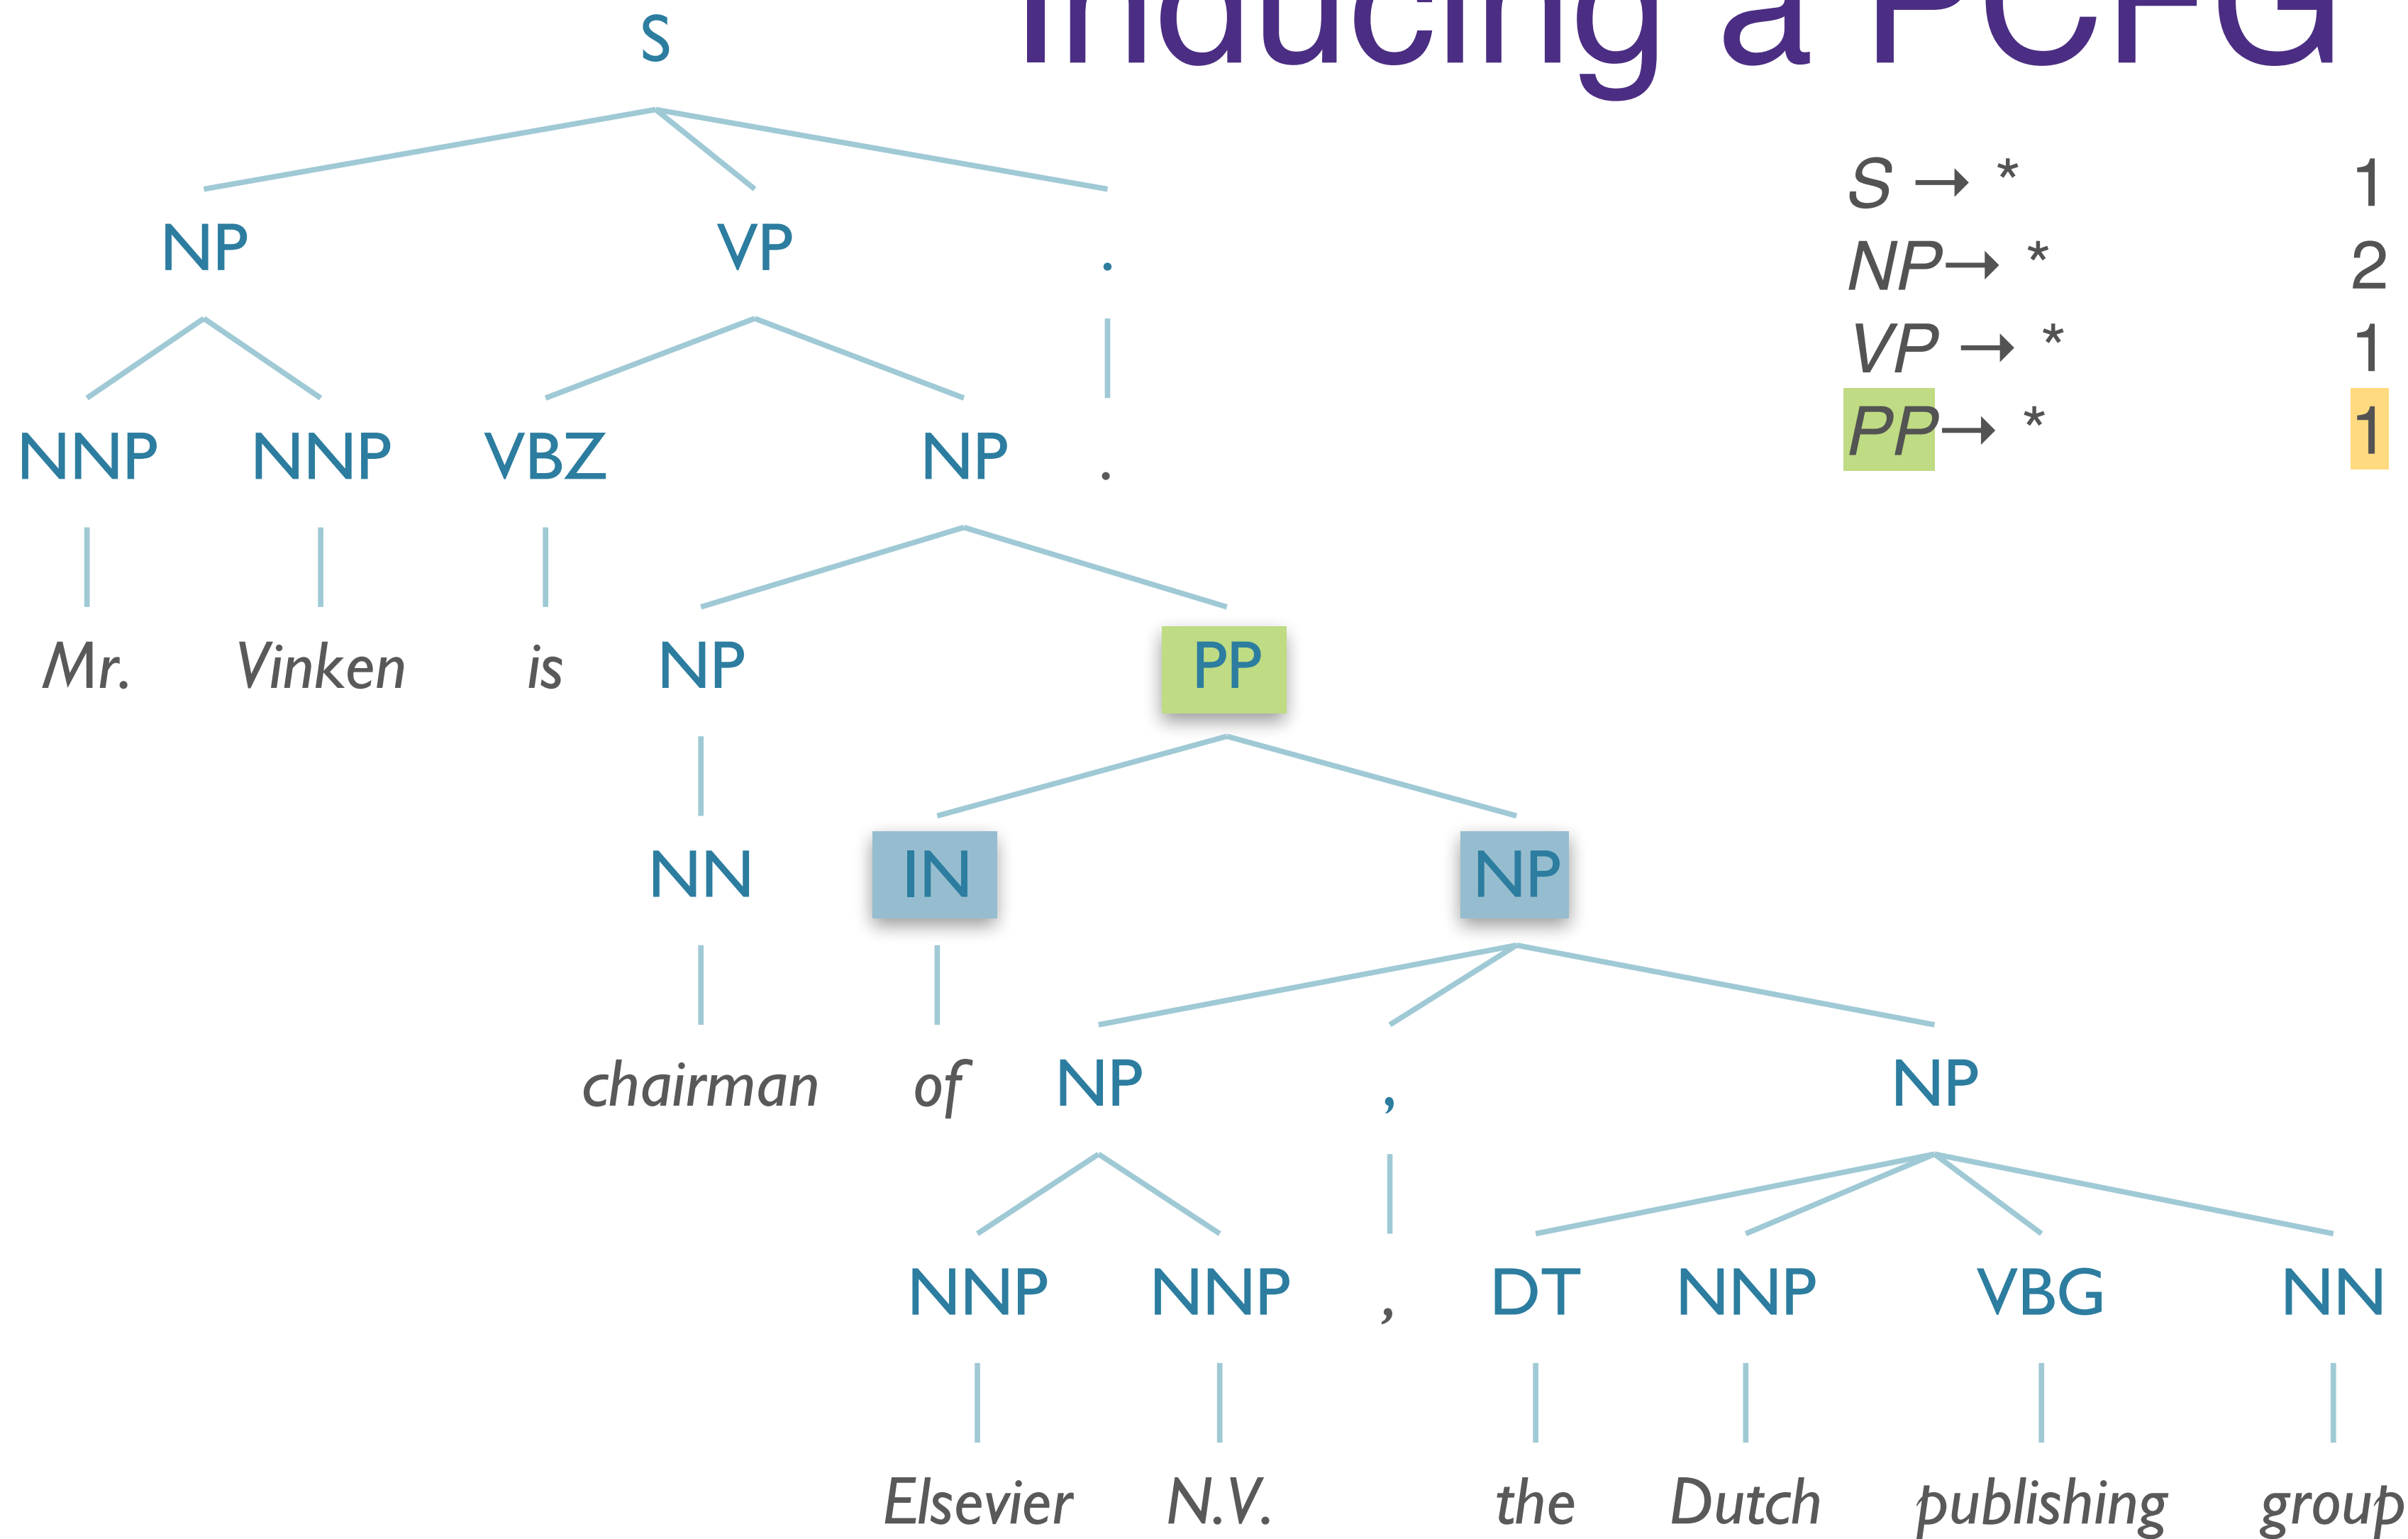 Inducing a PCFG
S
S → * 1
NP → * 2
NP VP .
VP → * 1
PP → * 1
NNP NNP VBZ NP .
Mr. Vinken is NP PP
NN IN NP
chairman of NP , NP
NNP NNP , DT NNP VBG NN
Elsevier N.V. the Dutch publishing group